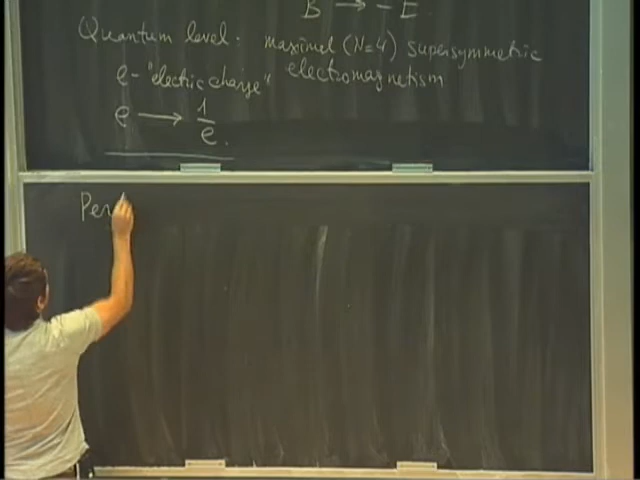 B → - E
Quantum level: maximal (N=4) supersymmetric
e - "electric charge" electromagnetism
e → 1/e.
Per